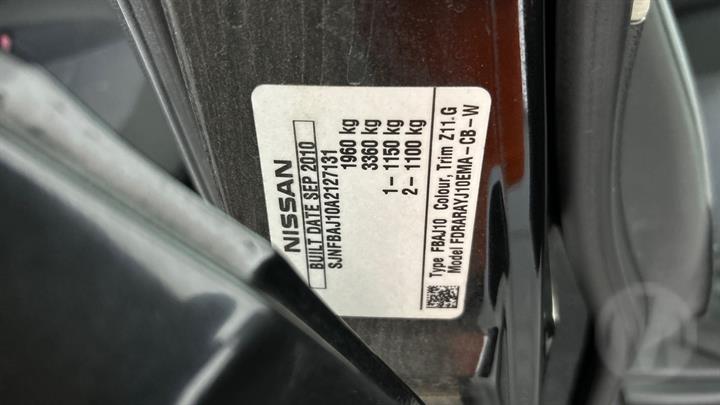 NISSAN
BUILT DATE SEP 2010
SJNFBAJ10A2127131
1960 kg
3360 kg
1– 1150 kg
2– 1100 kg
Type FBAJ10 Colour, Trim Z11, G
Model FDRARAYJ10EMA-CB-W